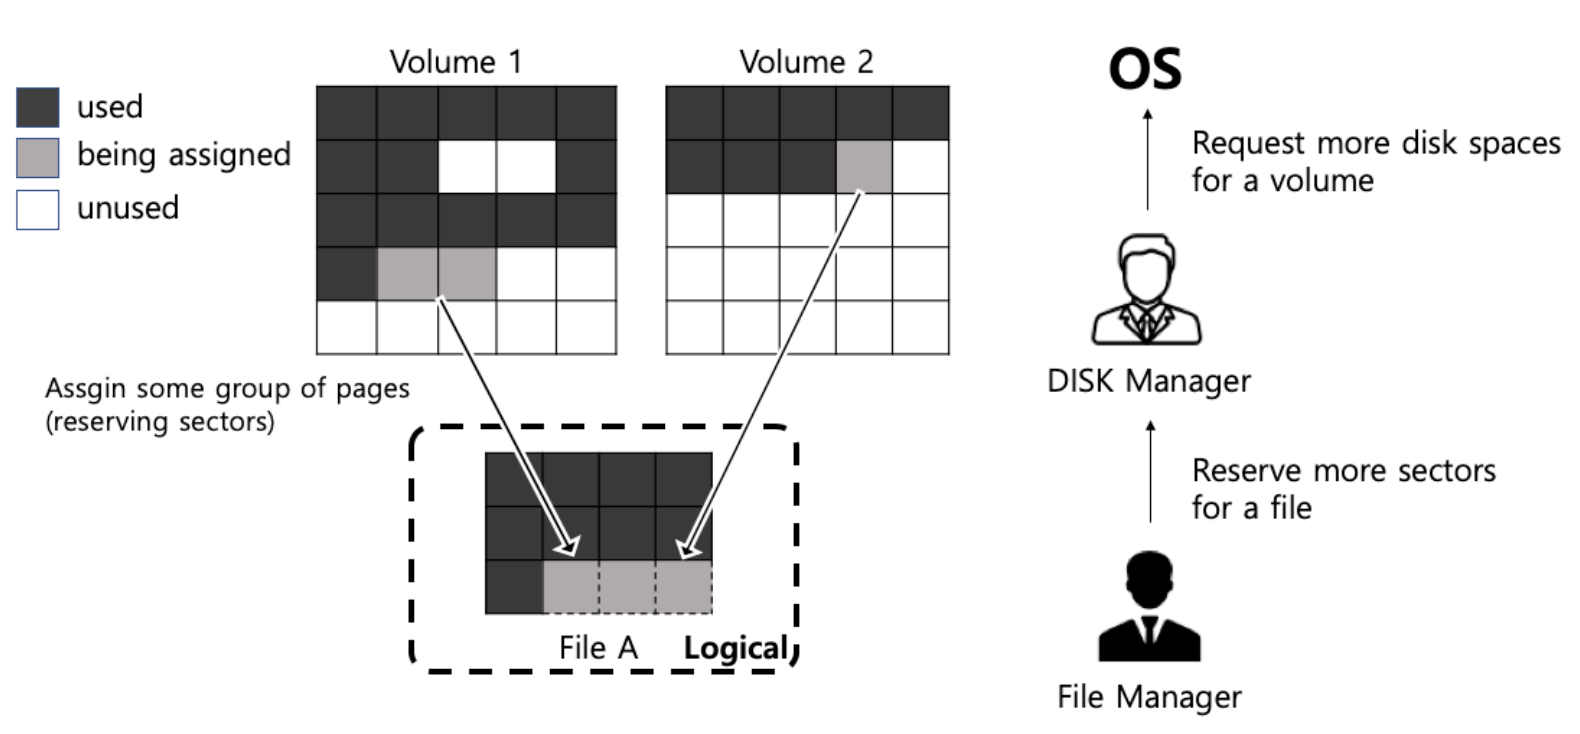 Volume 1
Volume 2
OS
used
being assigned
unused
Request more disk spaces
for a volume
DISK Manager
Assgin some group of pages
(reserving sectors)
Reserve more sectors
for a file
File A
Logical
File Manager